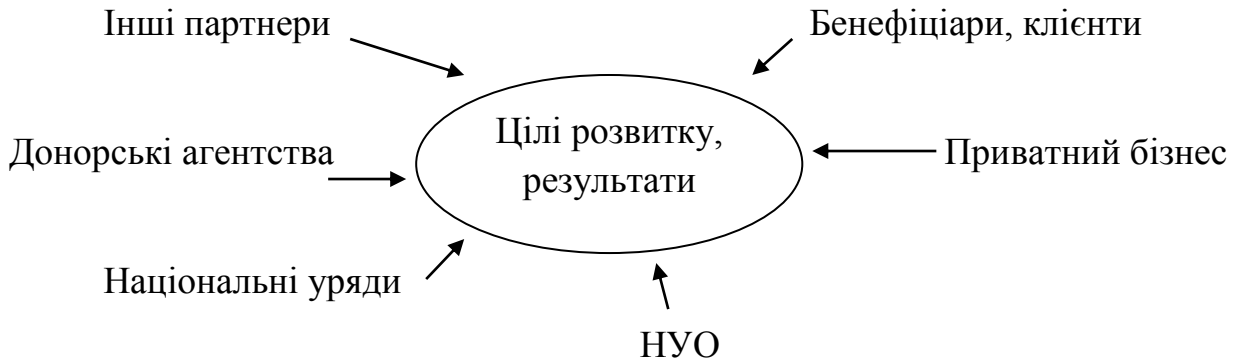 Інші партнери
Бенефіціари, клієнти
Цілі розвитку,
результати
Донорські агентства
Приватний бізнес
Національні уряди
НУО